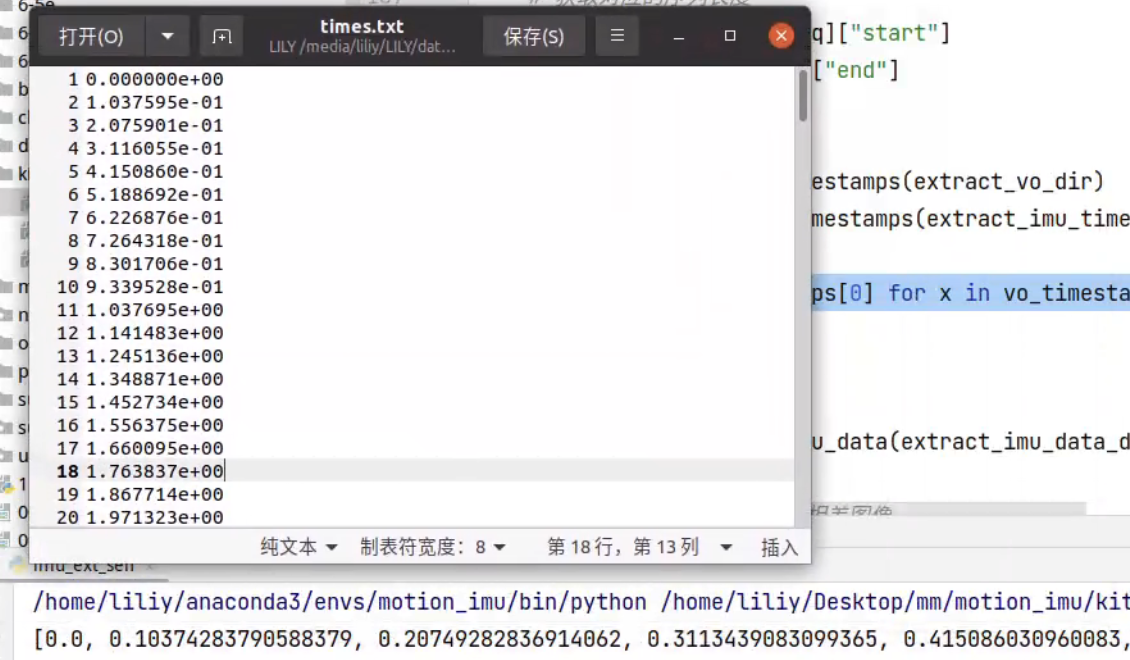 打开(O)
times.txt
LILY /media/liliy/LILY/dat…
保存(S)
1 0.000000e+00
2 1.037595e-01
3 2.075901e-01
4 3.116055e-01
5 4.150860e-01
6 5.188692e-01
7 6.226876e-01
8 7.264318e-01
9 8.301706e-01
10 9.339528e-01
11 1.037695e+00
12 1.141483e+00
13 1.245136e+00
14 1.348871e+00
15 1.452734e+00
16 1.556375e+00
17 1.660095e+00
18 1.763837e+00
19 1.867714e+00
20 1.971323e+00
纯文本 制表符宽度：8 第 18 行，第 13 列 插入
q]["start"]
["end"]
estamps(extract_vo_dir)
mestamps(extract_imu_time
ps[0] for x in vo_timesta
u_data(extract_imu_data_d
/home/liliy/anaconda3/envs/motion_imu/bin/python /home/liliy/Desktop/mm/motion_imu/kit
[0.0, 0.10374283790588379, 0.20749282836914062, 0.3113439083099365, 0.415086030960083,